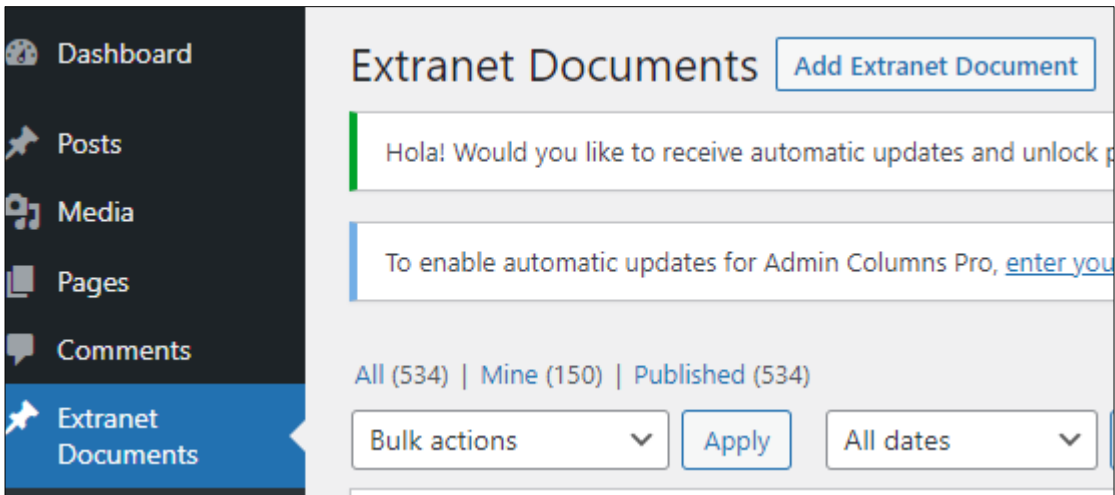 Dashboard
Posts
Media
Pages
Comments
Extranet
Documents
Extranet Documents
Add Extranet Document
Hola! Would you like to receive automatic updates and unlock
To enable automatic updates for Admin Columns Pro, enter you
All (534) | Mine (150) | Published (534)
Bulk actions
Apply
All dates